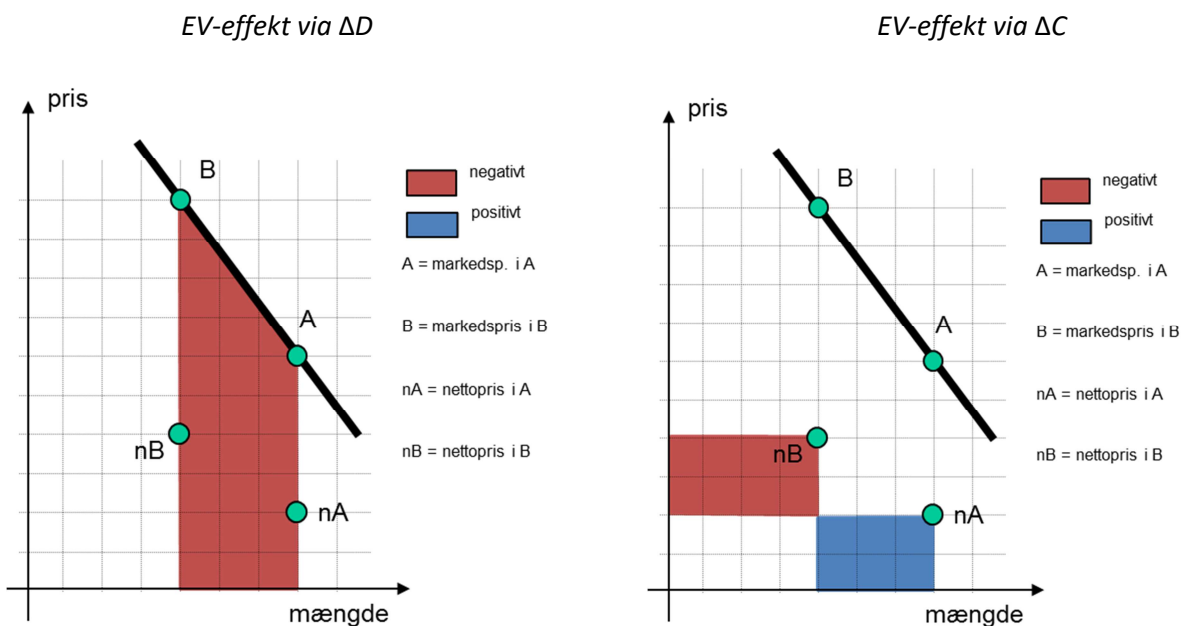 EV-effekt via ΔD
pris
B
A
nB
nA
mængde
negativt
positivt
A = markedsp. i A
B = markedspris i B
nA = nettopris i A
nB = nettopris i B
EV-effekt via ΔC
pris
B
A
nB
nA
mængde
negativt
positivt
A = markedsp. i A
B = markedspris i B
nA = nettopris i A
nB = nettopris i B